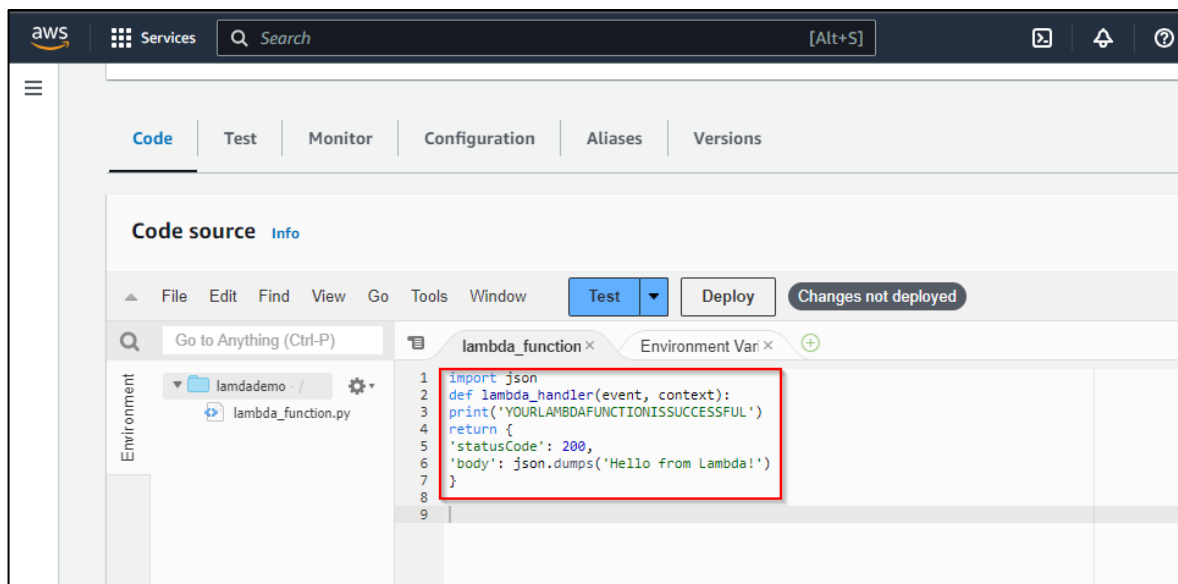 aws
Services
Search
[Alt+S]
Code
Test
Monitor
Configuration
Aliases
Versions
Code source Info
File Edit Find View Go Tools Window
Test
Deploy
Changes not deployed
Go to Anything (Ctrl-P)
lambda_function
Environment Vari
Environment
lamdademo - /
lambda_function.py
1 import json
2 def lambda_handler(event, context):
3 print('YOURLAMBDAFUNCTIONISSUCCESSFUL')
4 return {
5 'statusCode': 200,
6 'body': json.dumps('Hello from Lambda!')
7 }
8
9